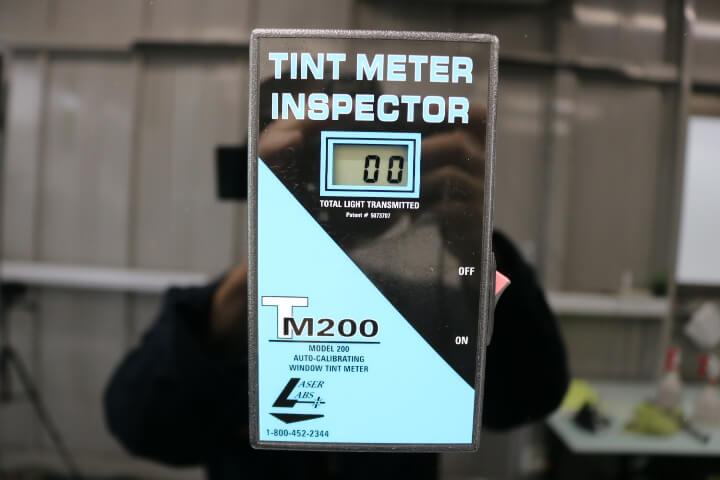 TINT METER
INSPECTOR
00
TOTAL LIGHT TRANSMITTED
Patent # 5073707
OFF
ON
TM200
MODEL 200
AUTO-CALIBRATING
WINDOW TINT METER
LASER
LABS
1-800-452-2344